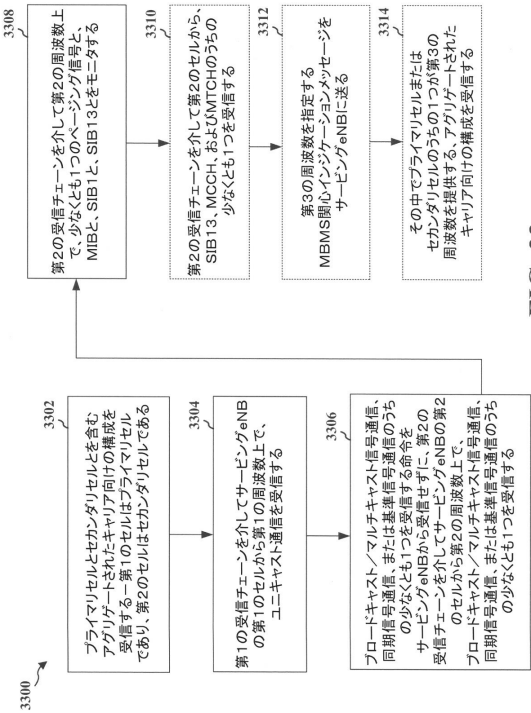 3300
3302
プライマリセルとセカンダリセルとを含む
アグリゲートされたキャリア向けの構成を
受信する－第1のセルはプライマリセル
であり、第2のセルはセカンダリセルである
3304
第1の受信チェーンを介してサービングeNB
の第1のセルから第1の周波数上で、
ユニキャスト通信を受信する
3306
ブロードキャスト／マルチキャスト信号通信、
同期信号通信、または基準信号通信のうち
の少なくとも1つを受信する命令を
サービングeNBから受信せずに、第2の
受信チェーンを介してサービングeNBの第2
のセルから第2の周波数上で、
ブロードキャスト／マルチキャスト信号通信、
同期信号通信、または基準信号通信のうち
の少なくとも1つを受信する
3308
第2の受信チェーンを介して第2の周波数上
で、少なくとも1つのページング信号と、
MIBと、SIB1と、SIB13とをモニタする
3310
第2の受信チェーンを介して第2のセルから、
SIB13、MCCH、およびMTCHのうちの
少なくとも1つを受信する
3312
第3の周波数を指定する
MBMS関心インジケーションメッセージを
サービングeNBに送る
3314
その中でプライマリセルまたは
セカンダリセルのうちの1つが第3の
周波数を提供する、アグリゲートされた
キャリア向けの構成を受信する